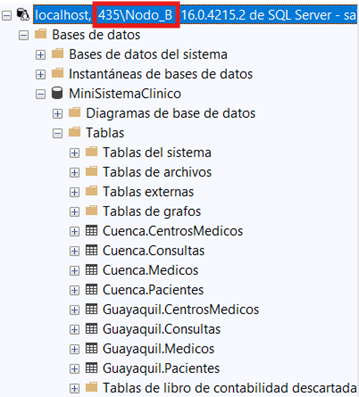 localhost, 435\Nodo_B 16.0.4215.2 de SQL Server - sa
Bases de datos
Bases de datos del sistema
Instantáneas de bases de datos
MiniSistemaClinico
Diagramas de base de datos
Tablas
Tablas del sistema
Tablas de archivos
Tablas externas
Tablas de grafos
Cuenca.CentrosMedicos
Cuenca.Consultas
Cuenca.Medicos
Cuenca.Pacientes
Guayaquil.CentrosMedicos
Guayaquil.Consultas
Guayaquil.Medicos
Guayaquil.Pacientes
Tablas de libro de contabilidad descartada